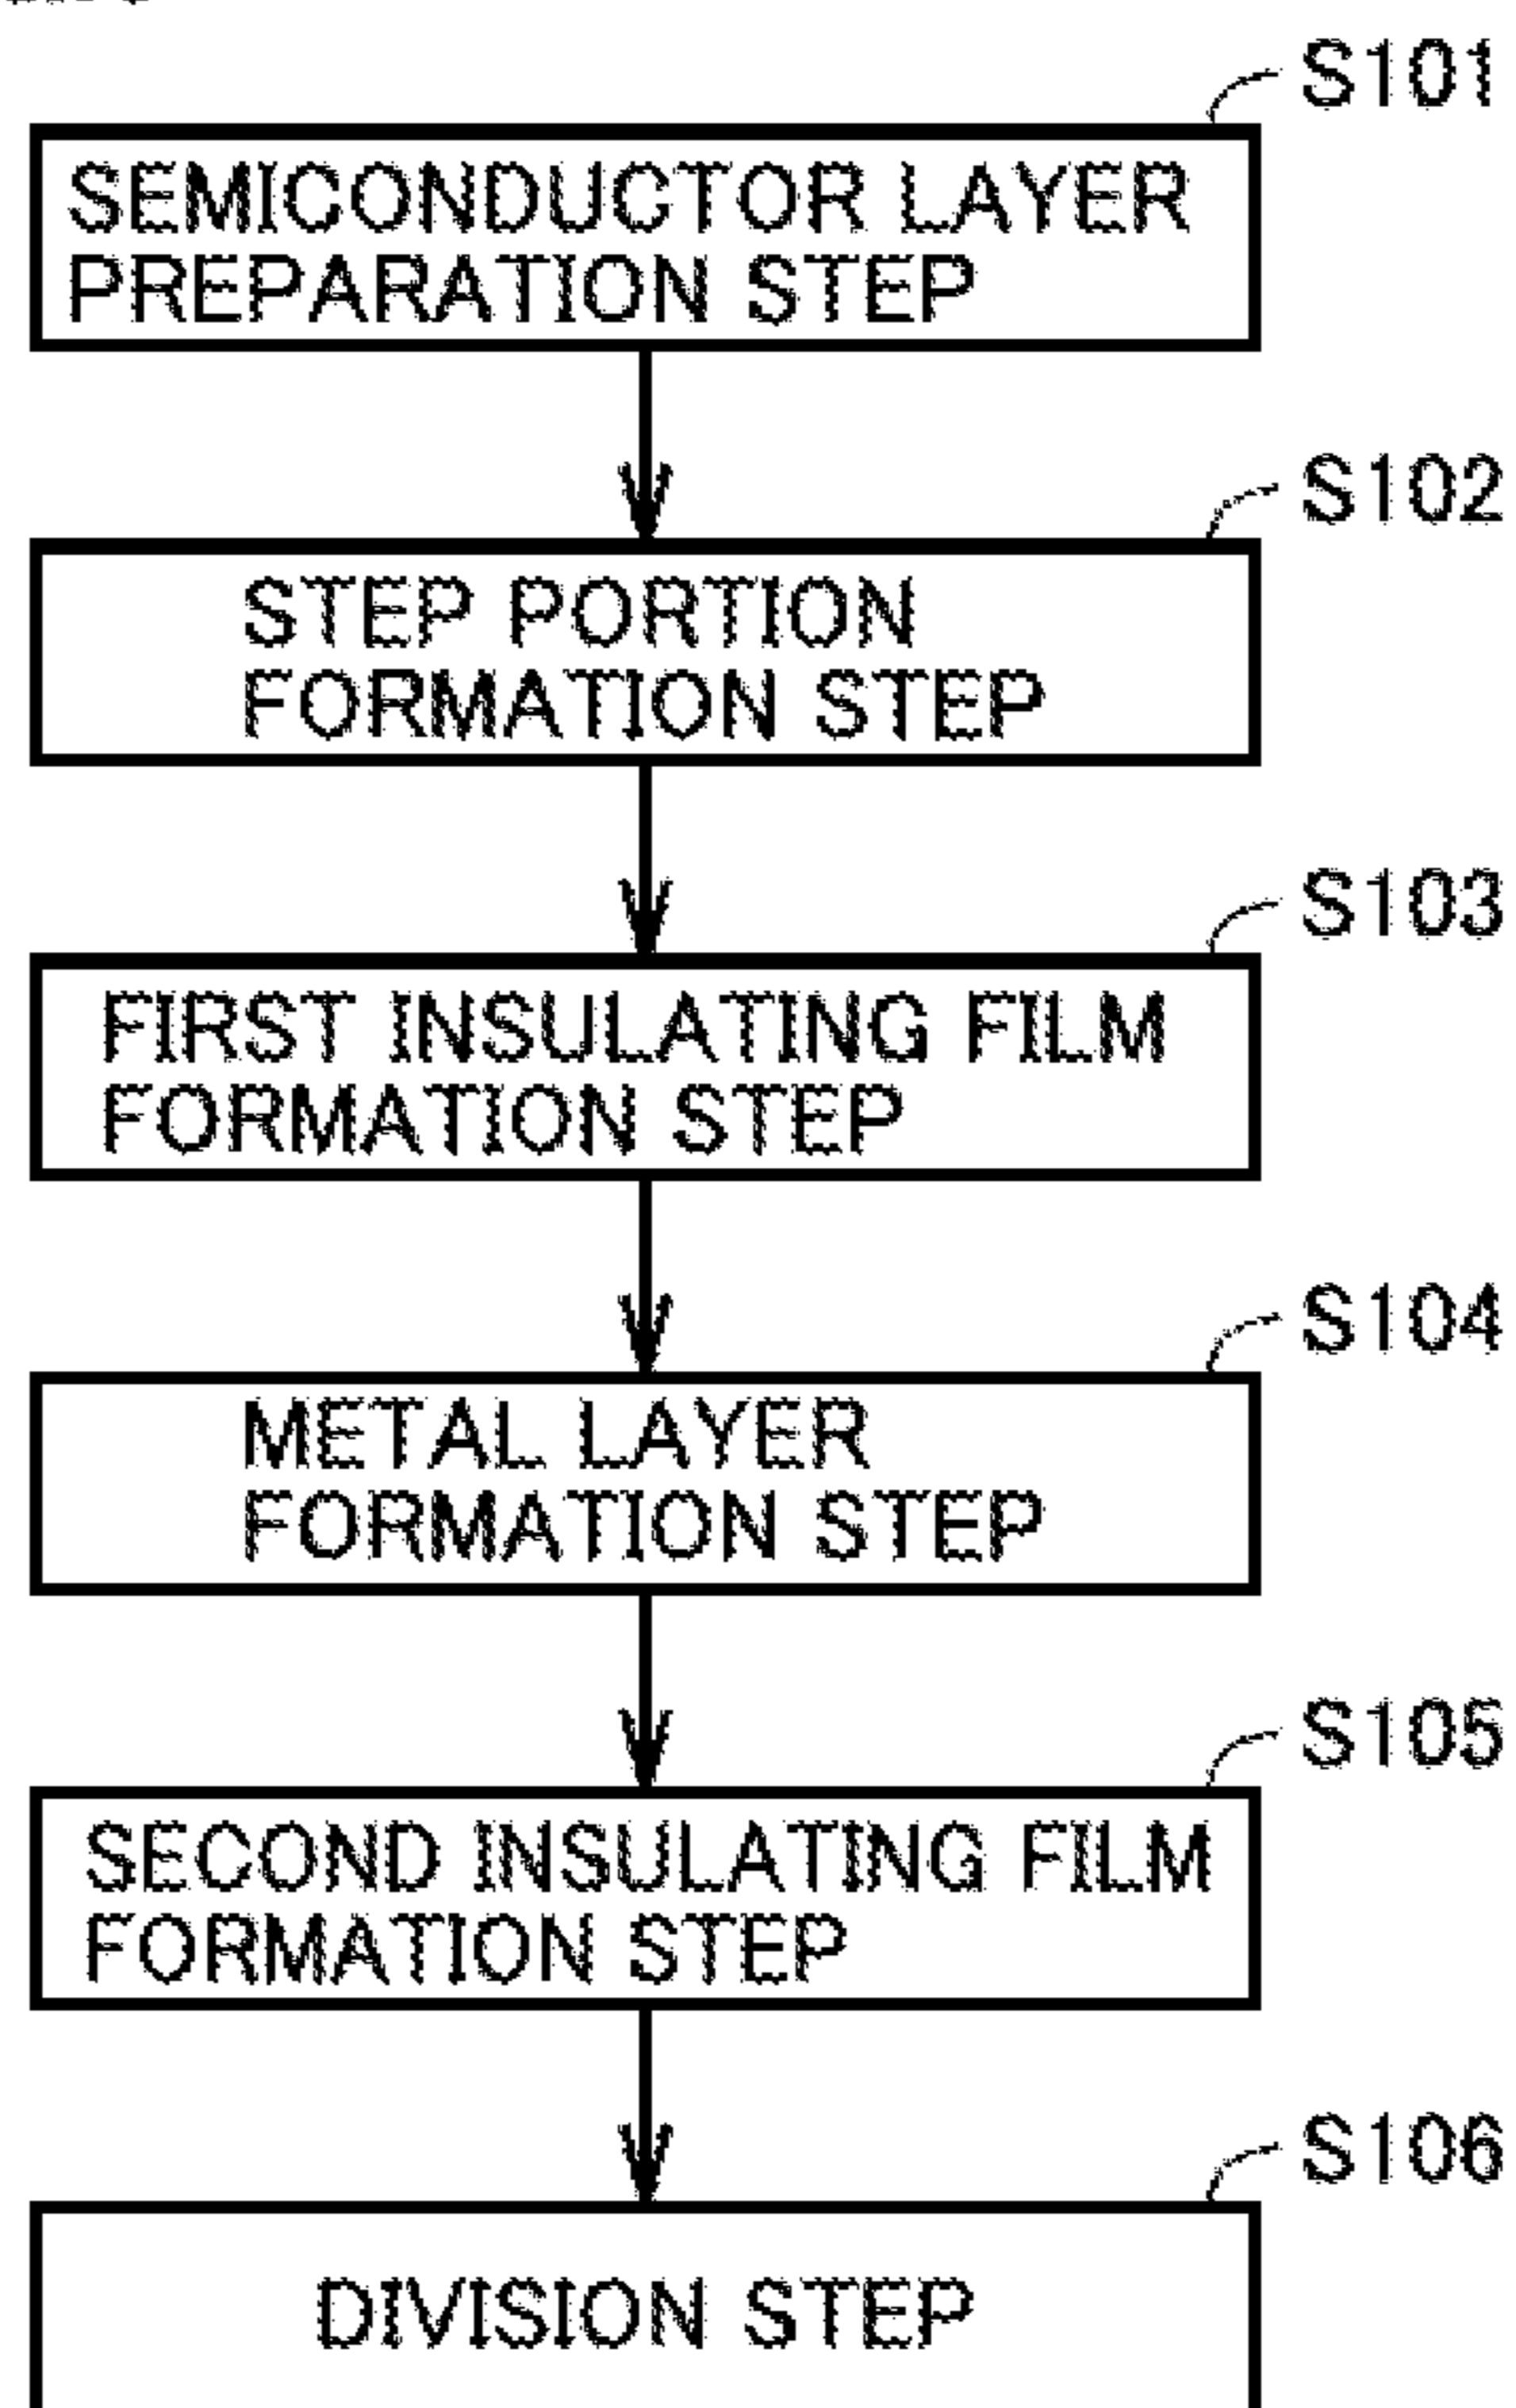 S101
SEMICONDUCTOR LAYER
PREPARATION STEP
S102
STEP PORTION
FORMATION STEP
S103
FIRST INSULATING FILM
FORMATION STEP
S104
METAL LAYER
FORMATION STEP
S105
SECOND INSULATING FILM
FORMATION STEP
S106
DIVISION STEP